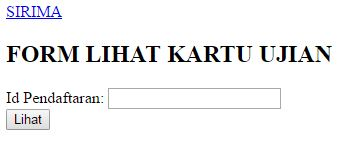 SIRIMA
FORM LIHAT KARTU UJIAN
Id Pendaftaran:
Lihat